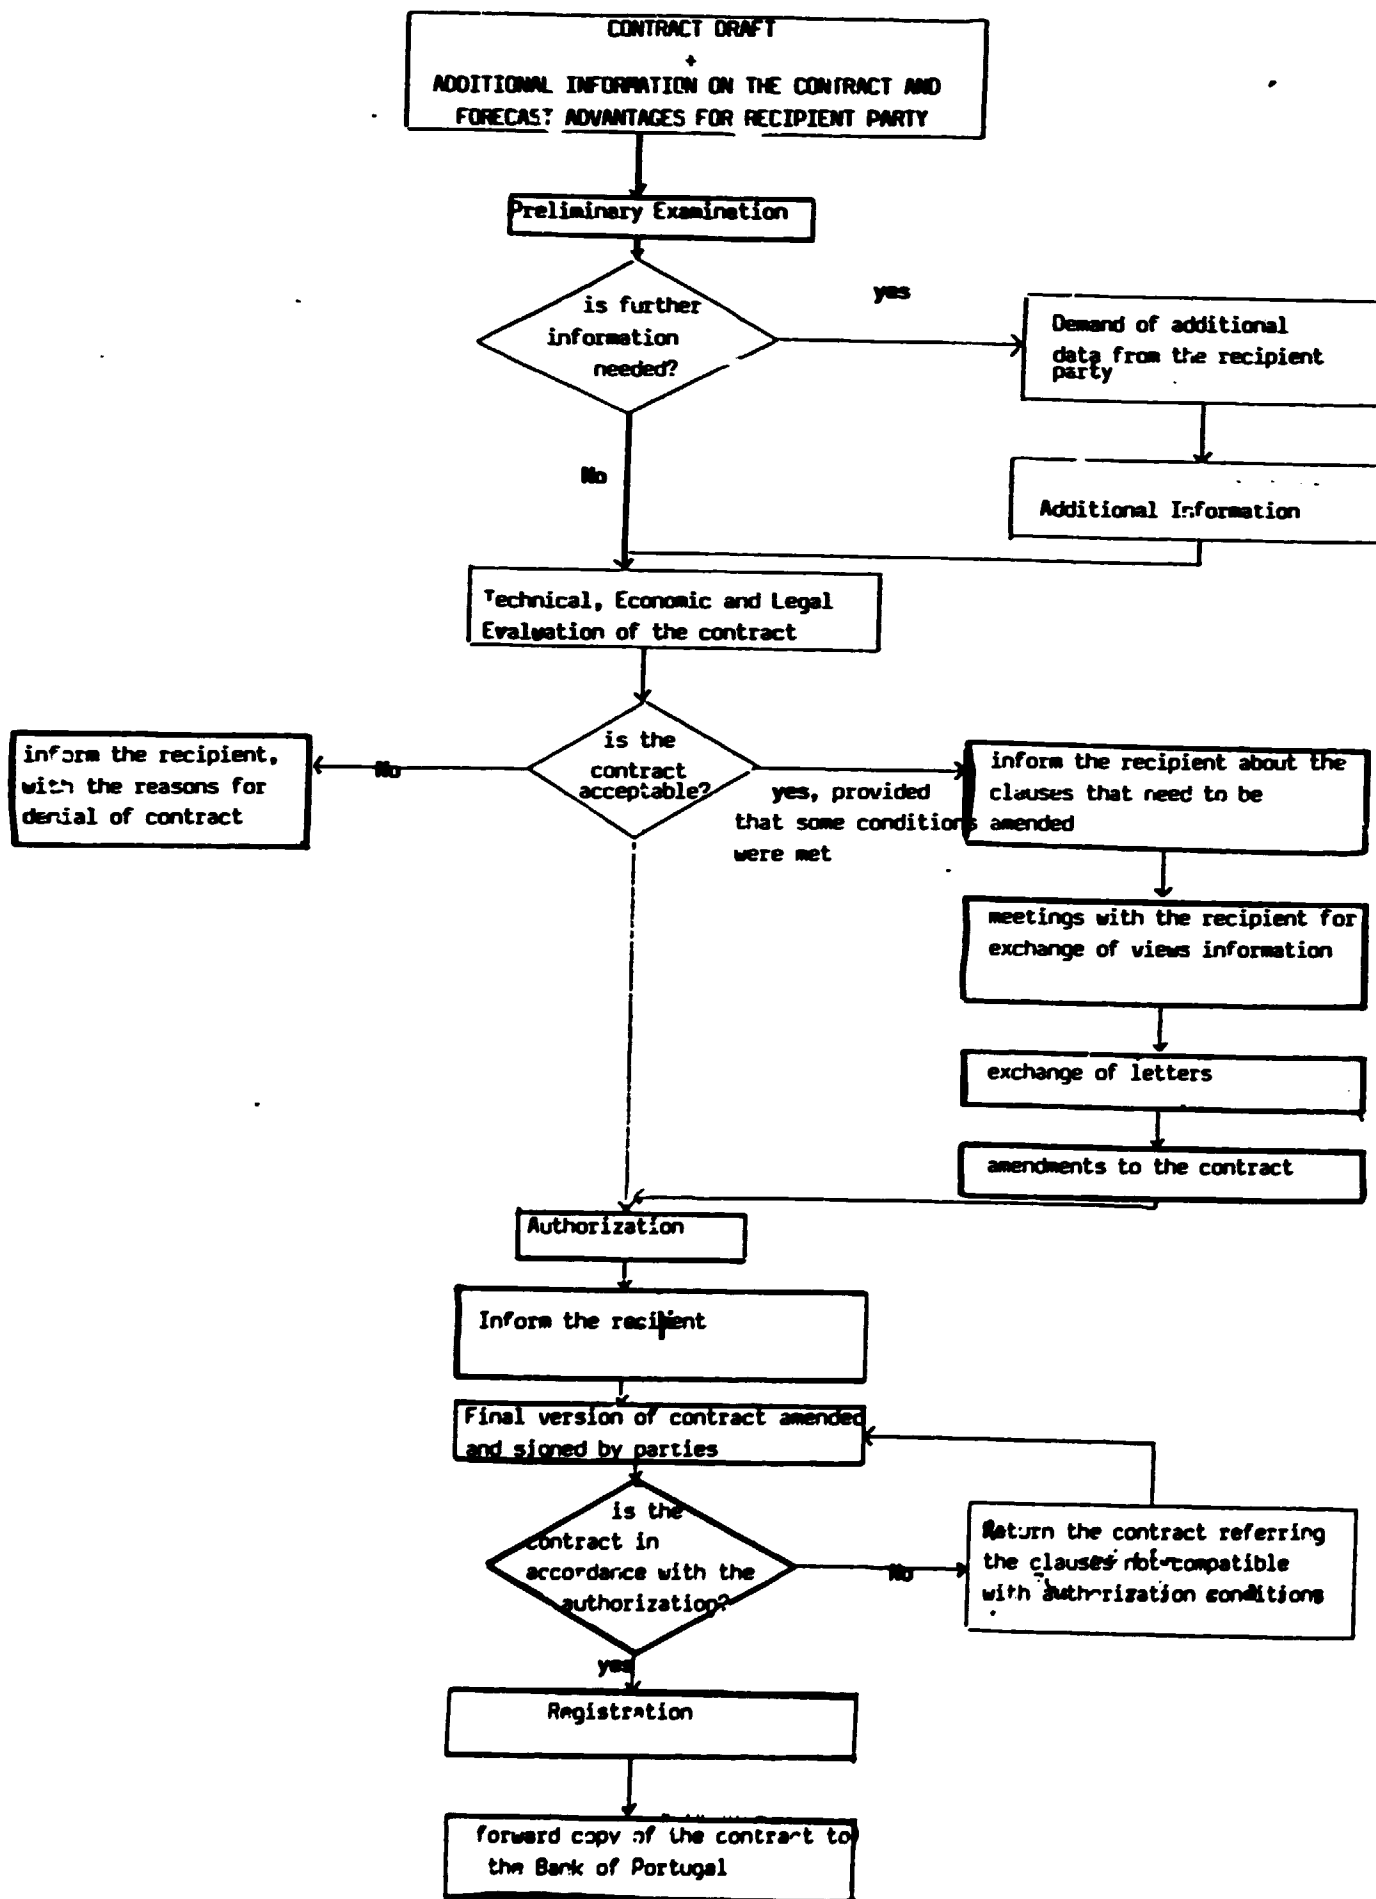 CONTRACT DRAFT
+
ADDITIONAL INFORMATION ON THE CONTRACT AND
FORECAST ADVANTAGES FOR RECIPIENT PARTY
Preliminary Examination
is further
information
needed?
yes
Demand of additional
data from the recipient
party
No
Additional Information
Technical, Economic and Legal
Evaluation of the contract
is the
contract
acceptable?
No
inform the recipient,
with the reasons for
denial of contract
yes, provided
that some conditions
were met
inform the recipient about the
clauses that need to be
amended
meetings with the recipient for
exchange of views information
exchange of letters
amendments to the contract
Authorization
Inform the recipient
Final version of contract amended
and signed by parties
is the
contract in
accordance with the
authorization?
No
Return the contract referring
the clauses not compatible
with authorization conditions
yes
Registration
forward copy of the contract to
the Bank of Portugal